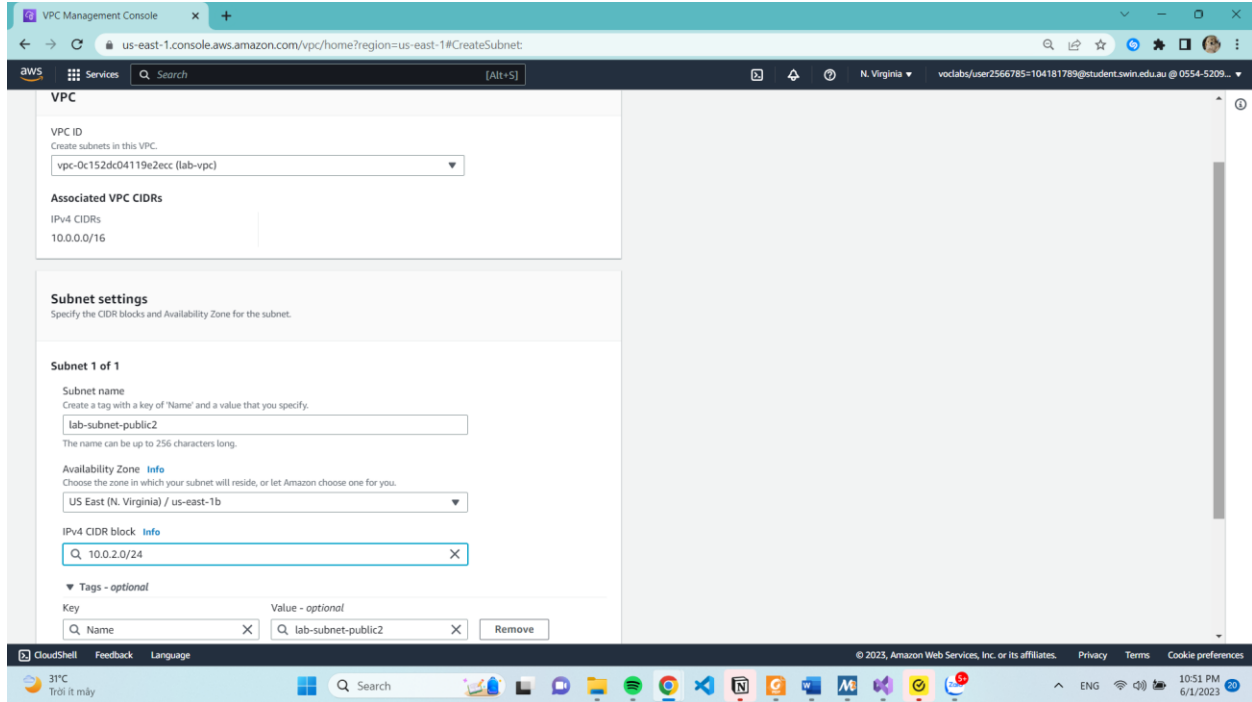 VPC Management Console
us-east-1.console.aws.amazon.com/vpc/home?region=us-east-1#CreateSubnet:
aws
Services
Search
[Alt+S]
N. Virginia
voclabs/user2566785=104181789@student.swin.edu.au @ 0554-5209...
VPC
VPC ID
Create subnets in this VPC.
vpc-0c152dc04119e2ecc (lab-vpc)
Associated VPC CIDRs
IPv4 CIDRs
10.0.0.0/16
Subnet settings
Specify the CIDR blocks and Availability Zone for the subnet.
Subnet 1 of 1
Subnet name
Create a tag with a key of 'Name' and a value that you specify.
lab-subnet-public2
The name can be up to 256 characters long.
Availability Zone Info
Choose the zone in which your subnet will reside, or let Amazon choose one for you.
US East (N. Virginia) / us-east-1b
IPv4 CIDR block Info
10.0.2.0/24
Tags - optional
Key
Value - optional
Name
lab-subnet-public2
Remove
CloudShell
Feedback
Language
© 2023, Amazon Web Services, Inc. or its affiliates.
Privacy
Terms
Cookie preferences
31°C
Trời ít mây
Search
5+
ENG
10:51 PM
6/1/2023
20